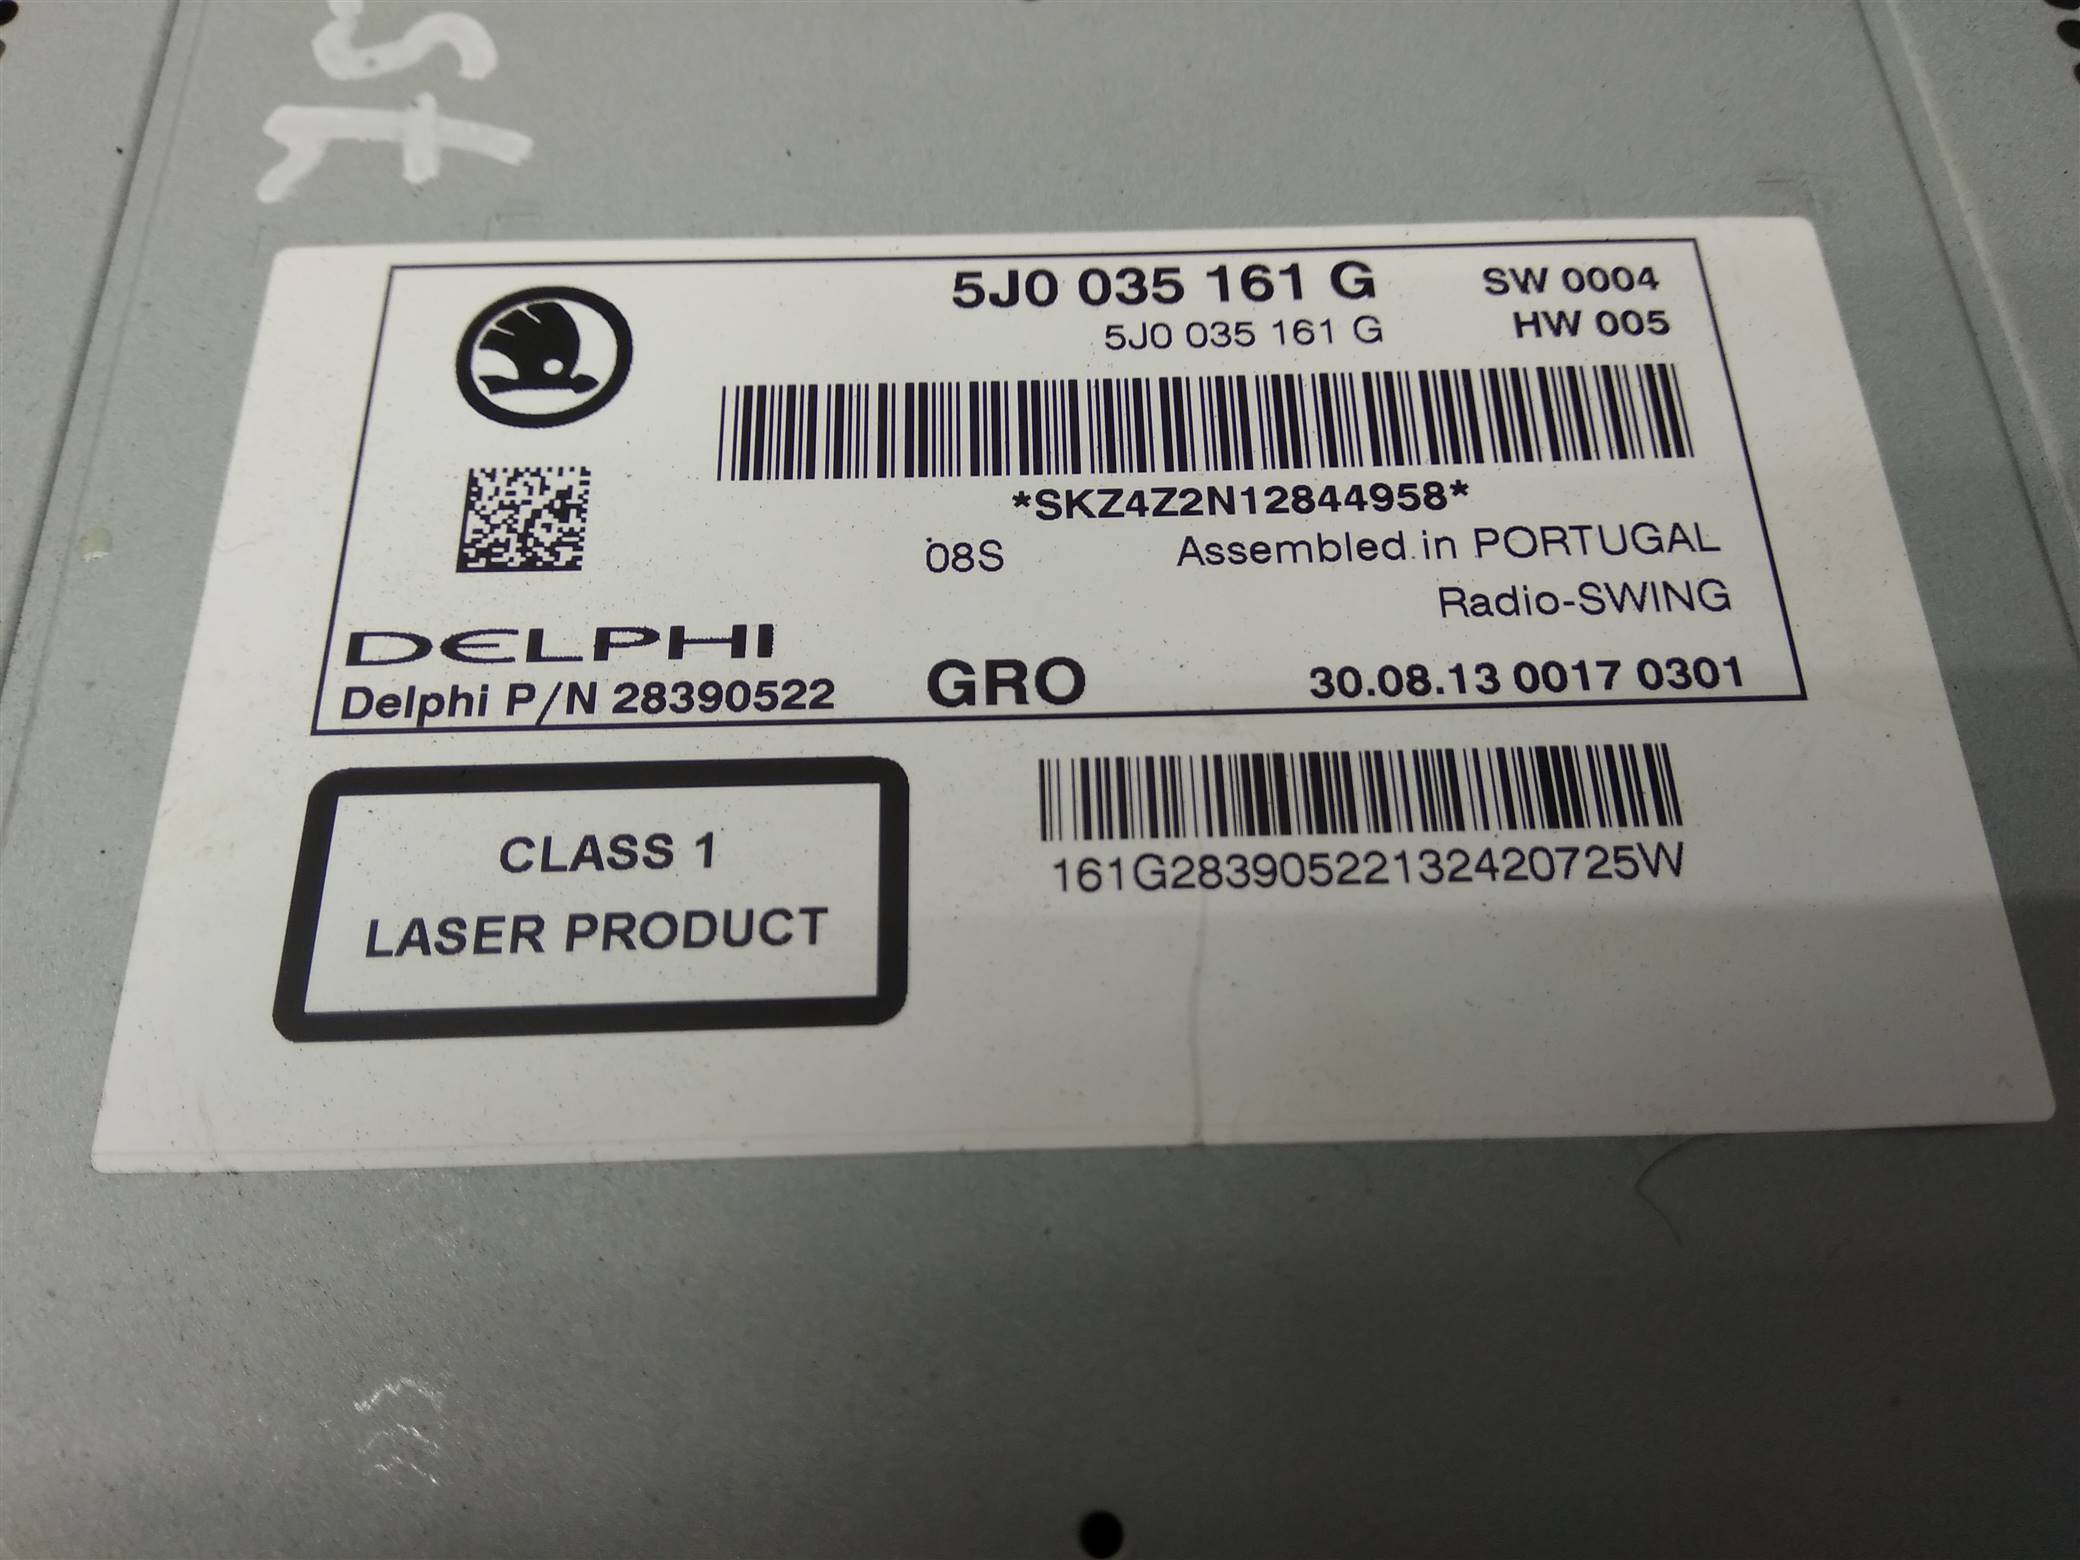 5J0 035 161 G SW 0004
5J0 035 161 G HW 005
*SKZ4Z2N12844958*
08S Assembled in PORTUGAL
Radio-SWING
DELPHI
Delphi P/N 28390522 GRO 30.08.13 0017 0301
CLASS 1
LASER PRODUCT
161G28390522132420725W